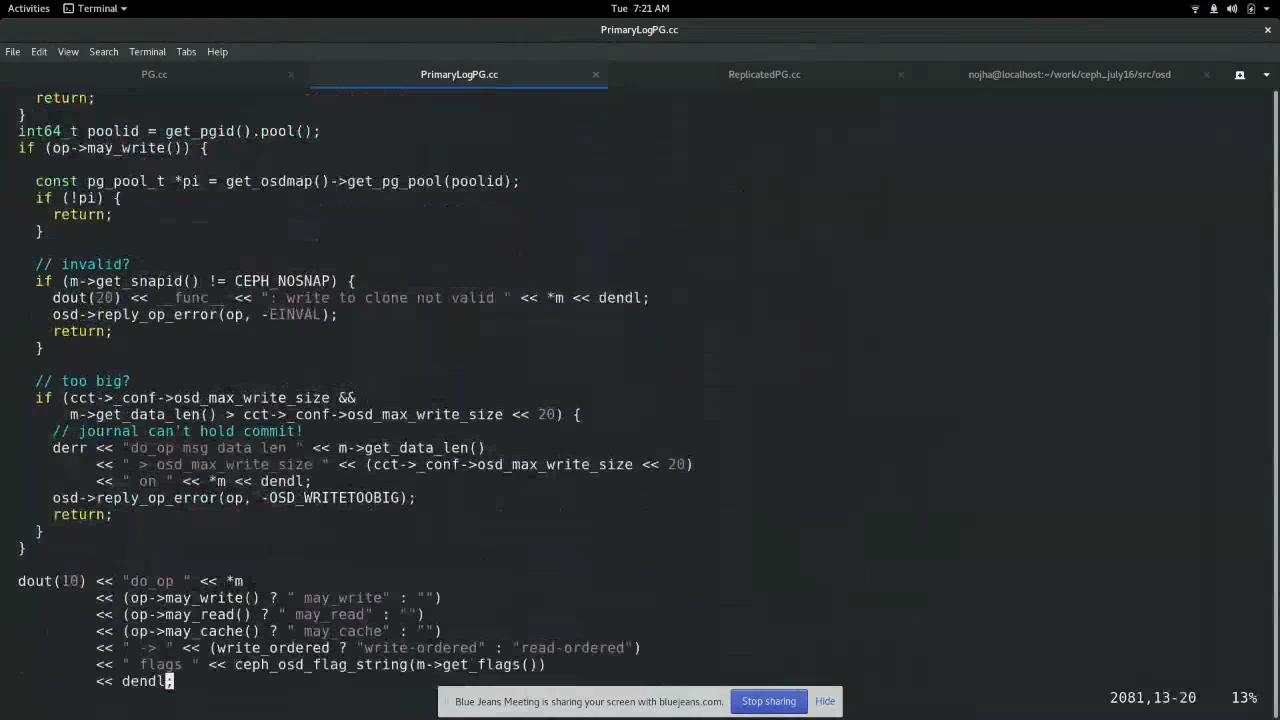 Activities Terminal Tue 7:21 AM
PrimaryLogPG.cc
File Edit View Search Terminal Tabs Help
PG.cc PrimaryLogPG.cc ReplicatedPG.cc nojha@localhost:~/work/ceph_july16/src/osd
return;
}
int64_t poolid = get_pgid().pool();
if (op->may_write()) {
const pg_pool_t *pi = get_osdmap()->get_pg_pool(poolid);
if (!pi) {
return;
}
// invalid?
if (m->get_snapid() != CEPH_NOSNAP) {
dout(20) << __func__ << ": write to clone not valid " << *m << dendl;
osd->reply_op_error(op, -EINVAL);
return;
}
// too big?
if (cct->_conf->osd_max_write_size &&
m->get_data_len() > cct->_conf->osd_max_write_size << 20) {
// journal can't hold commit!
derr << "do_op msg data len " << m->get_data_len()
<< " > osd_max_write_size " << (cct->_conf->osd_max_write_size << 20)
<< " on " << *m << dendl;
osd->reply_op_error(op, -OSD_WRITETOOBIG);
return;
}
}
dout(10) << "do_op " << *m
<< (op->may_write() ? " may_write" : "")
<< (op->may_read() ? " may_read" : "")
<< (op->may_cache() ? " may_cache" : "")
<< " -> " << (write_ordered ? "write-ordered" : "read-ordered")
<< " flags " << ceph_osd_flag_string(m->get_flags())
<< dendl;
Blue Jeans Meeting is sharing your screen with bluejeans.com. Stop sharing Hide
2081,13-20 13%